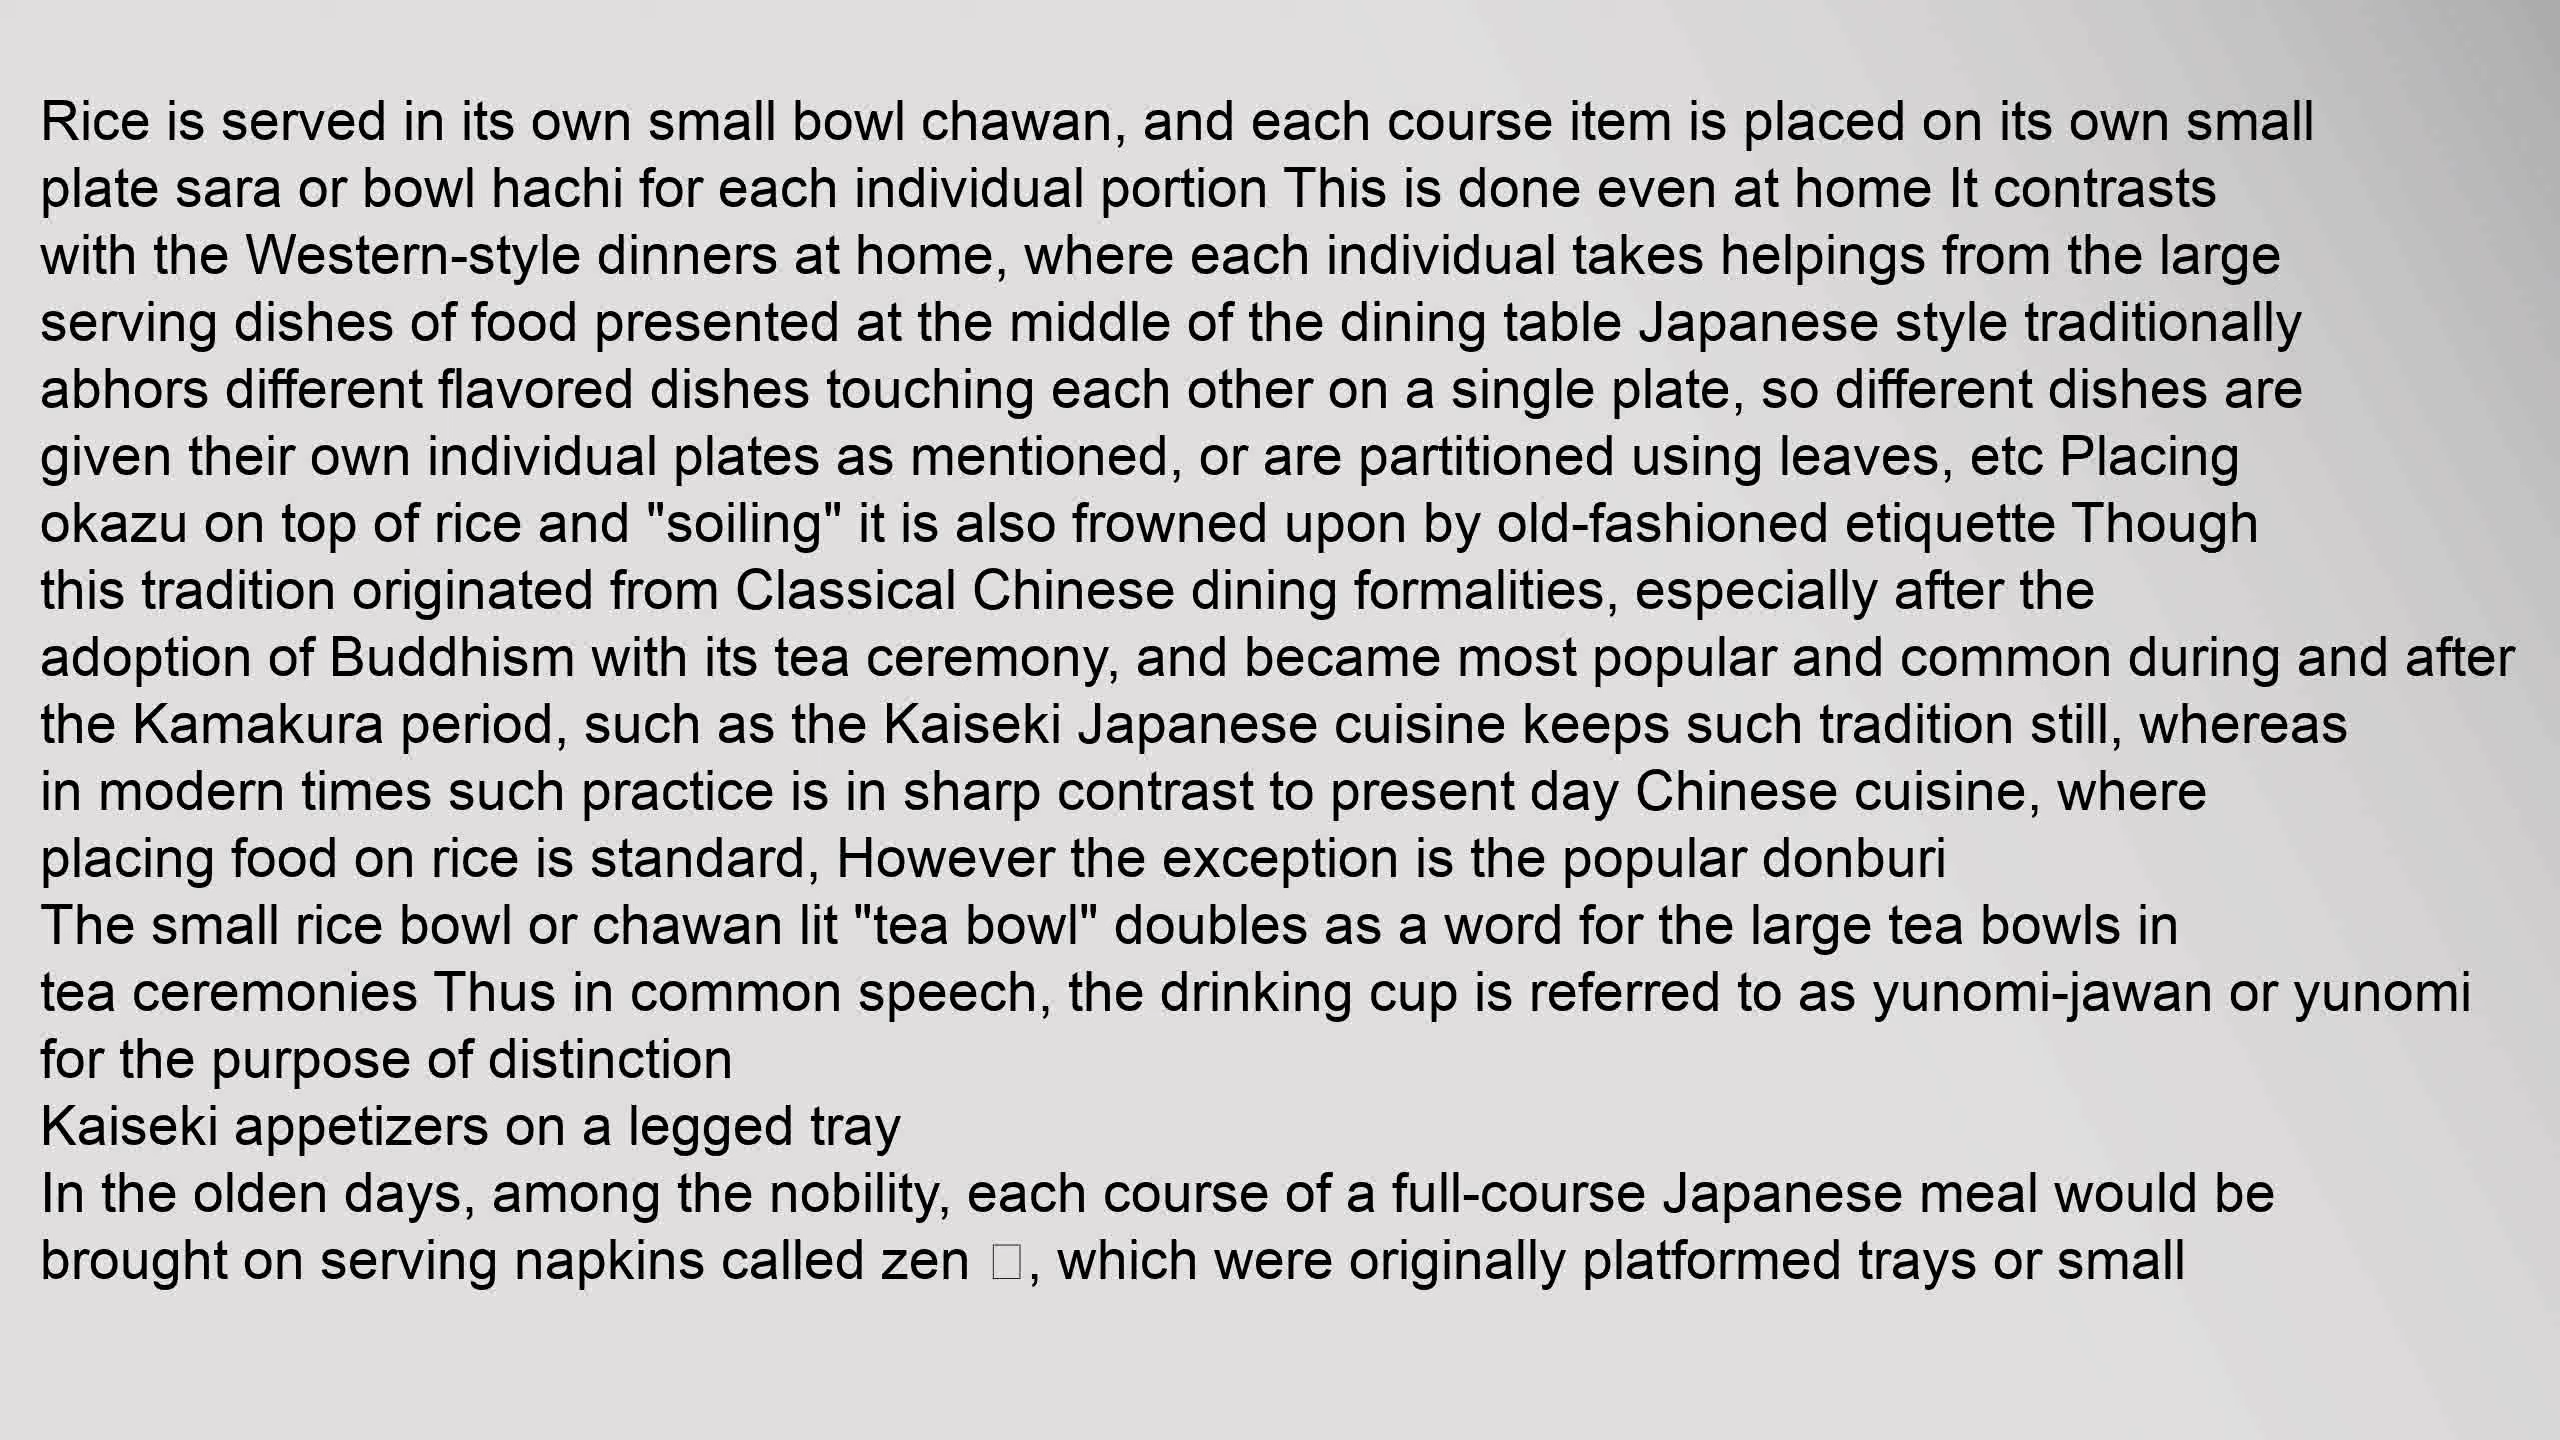 Rice is served in its own small bowl chawan, and each course item is placed on its own small
plate sara or bowl hachi for each individual portion This is done even at home It contrasts
with the Western-style dinners at home, where each individual takes helpings from the large
serving dishes of food presented at the middle of the dining table Japanese style traditionally
abhors different flavored dishes touching each other on a single plate, so different dishes are
given their own individual plates as mentioned, or are partitioned using leaves, etc Placing
okazu on top of rice and "soiling" it is also frowned upon by old-fashioned etiquette Though
this tradition originated from Classical Chinese dining formalities, especially after the
adoption of Buddhism with its tea ceremony, and became most popular and common during and after
the Kamakura period, such as the Kaiseki Japanese cuisine keeps such tradition still, whereas
in modern times such practice is in sharp contrast to present day Chinese cuisine, where
placing food on rice is standard, However the exception is the popular donburi
The small rice bowl or chawan lit "tea bowl" doubles as a word for the large tea bowls in
tea ceremonies Thus in common speech, the drinking cup is referred to as yunomi-jawan or yunomi
for the purpose of distinction
Kaiseki appetizers on a legged tray
In the olden days, among the nobility, each course of a full-course Japanese meal would be
brought on serving napkins called zen □, which were originally platformed trays or small